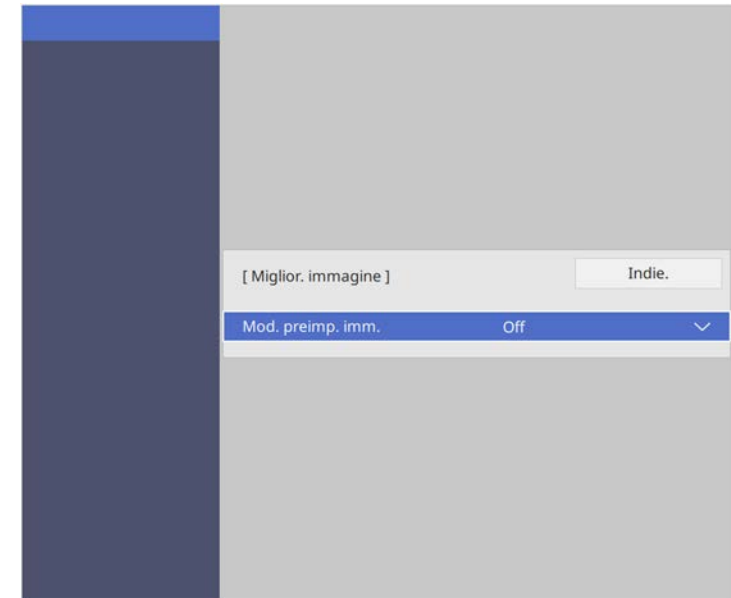 [ Miglior. immagine ]
Indie.
Mod. preimp. imm. Off